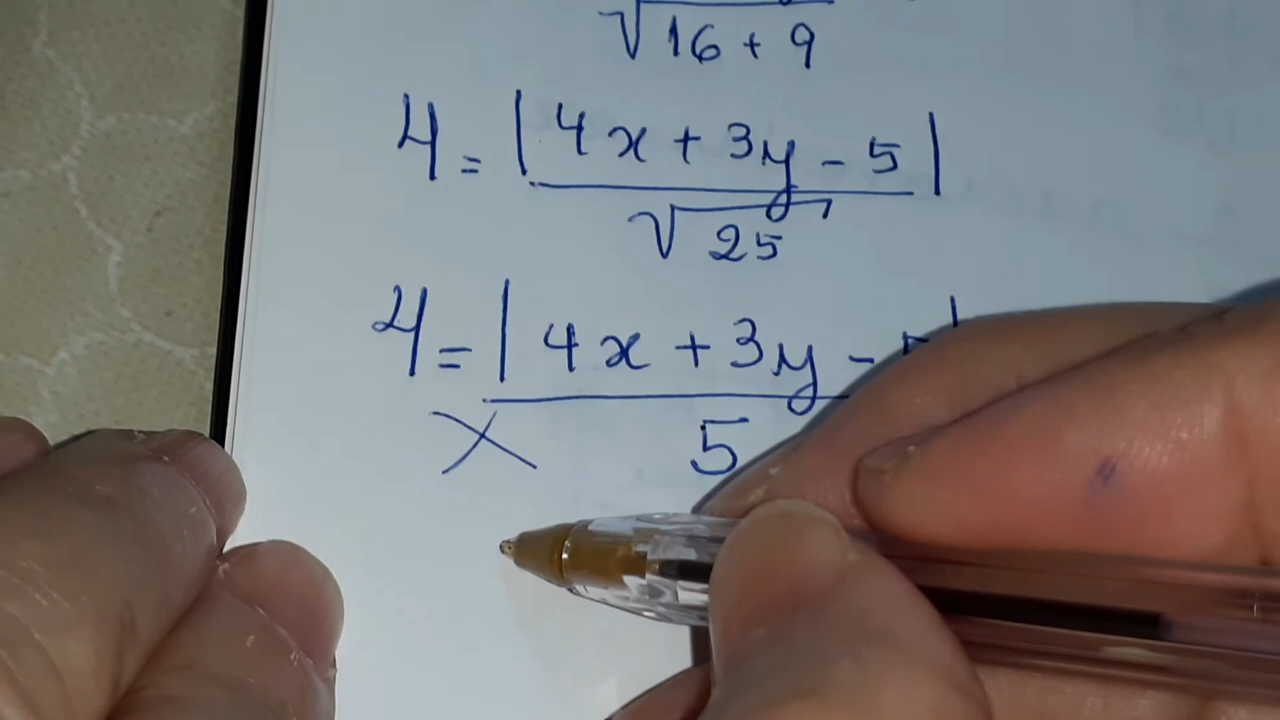 √16 + 9
4 = |4x + 3y - 5|
√25
4 = |4x + 3y -
5